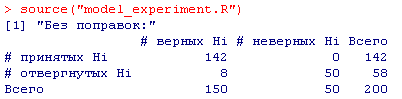 > source("model_experiment.R")
[1] "Без поправок:"
# верных Hi # неверных Hi Всего
# принятых Hi 142 0 142
# отвергнутых Hi 8 50 58
Всего 150 50 200